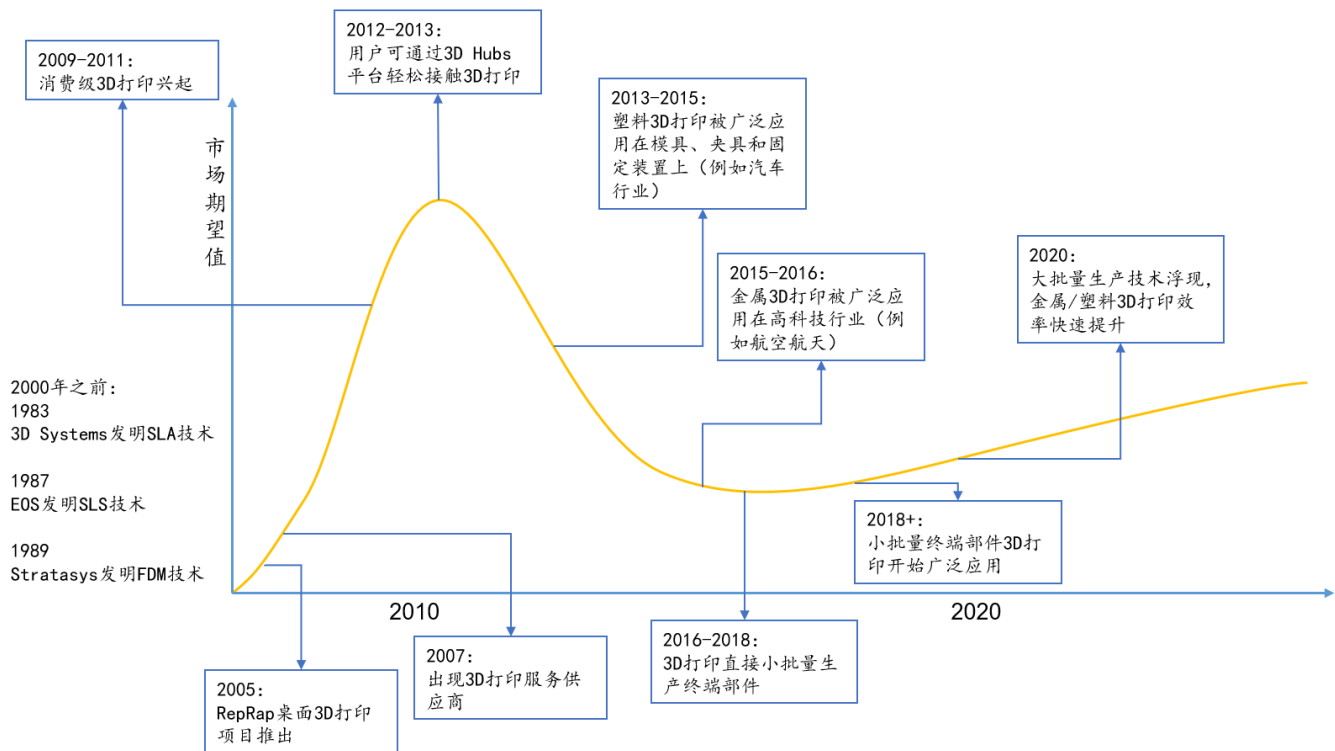 2009-2011：
消费级3D打印兴起
2012-2013：
用户可通过3D Hubs
平台轻松接触3D打印
2013-2015：
塑料3D打印被广泛应
用在模具、夹具和固
定装置上（例如汽车
行业）
市
场
期
望
值
2015-2016：
金属3D打印被广泛应
用在高科技行业（例
如航空航天）
2020：
大批量生产技术浮现，
金属/塑料3D打印效
率快速提升
2000年之前：
1983
3D Systems发明SLA技术
1987
EOS发明SLS技术
1989
Stratasys发明FDM技术
2018+：
小批量终端部件3D打
印开始广泛应用
2010
2020
2016-2018：
3D打印直接小批量生
产终端部件
2007：
出现3D打印服务供
应商
2005：
RepRap桌面3D打印
项目推出